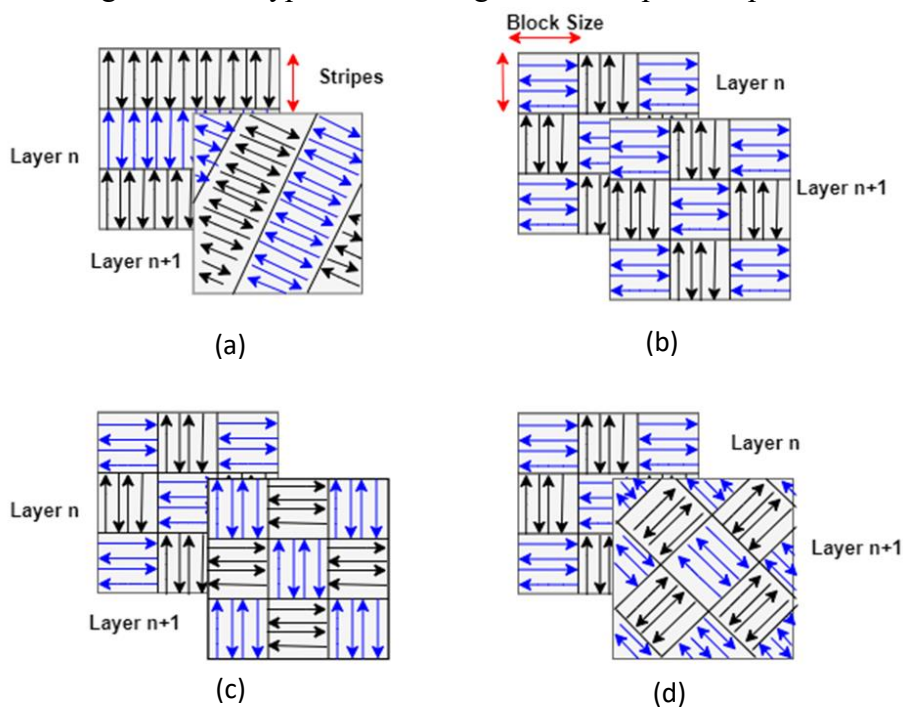 Block Size
Stripes
Layer n
Layer n
Layer n+1
Layer n+1
(a)
(b)
Layer n
Layer n
Layer n+1
Layer n+1
(c)
(d)